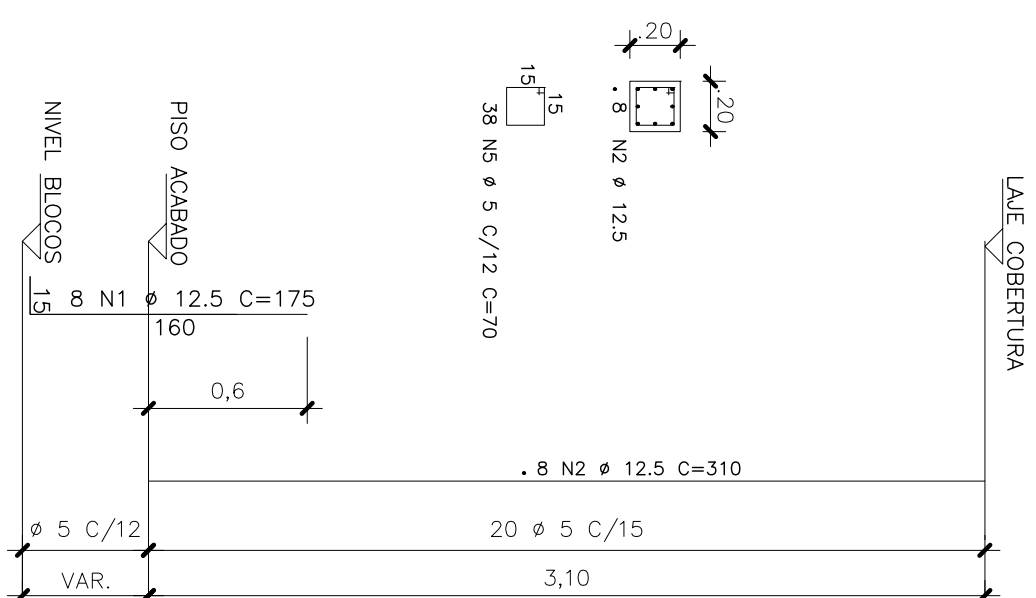 .20
.20
. 8 N2 ø 12.5
15
15
38 N5 ø 5 C/12 C=70
NIVEL BLOCOS
PISO ACABADO
LAJE COBERTURA
15
8 N1 ø 12.5 C=175
160
0,6
. 8 N2 ø 12.5 C=310
ø 5 C/12
20 ø 5 C/15
VAR.
3,10